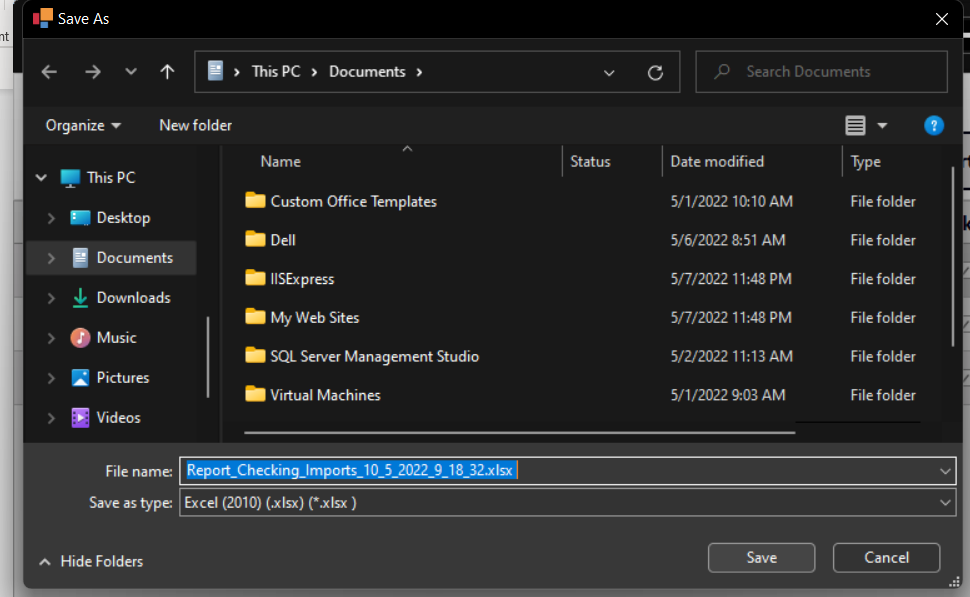 Save As
nt
This PC
Documents
Search Documents
Organize
New folder
?
Name
Status
Date modified
Type
This PC
Desktop
Documents
Downloads
Music
Pictures
Videos
Custom Office Templates 5/1/2022 10:10 AM File folder
Dell 5/6/2022 8:51 AM File folder
IISExpress 5/7/2022 11:48 PM File folder
My Web Sites 5/7/2022 11:48 PM File folder
SQL Server Management Studio 5/2/2022 11:13 AM File folder
Virtual Machines 5/1/2022 9:03 AM File folder
File name: Report_Checking_Imports_10_5_2022_9_18_32.xlsx
Save as type: Excel (2010) (.xlsx) (*.xlsx )
Hide Folders
Save
Cancel